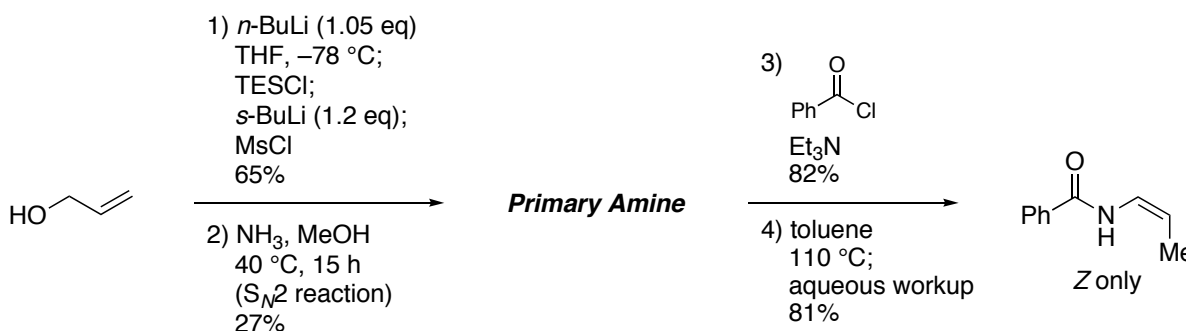 1) n-BuLi (1.05 eq)
THF, –78 °C;
TESCl;
s-BuLi (1.2 eq);
MsCl
65%
HO
2) NH3, MeOH
40 °C, 15 h
(SN2 reaction)
27%
Primary Amine
3)
O
Ph
Cl
Et3N
82%
4) toluene
110 °C;
aqueous workup
81%
O
Ph
N
H
Me
Z only